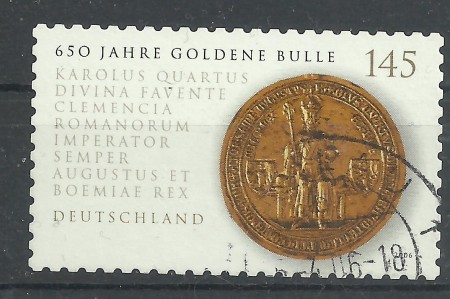 650 JAHRE GOLDENE BULLE 145
KAROLUS QUARTUS
DIVINA FAVENTE
CLEMENCIA
ROMANORUM
IMPERATOR
SEMPER
AUGUSTUS ET
BOEMIAE REX
DEUTSCHLAND
2006